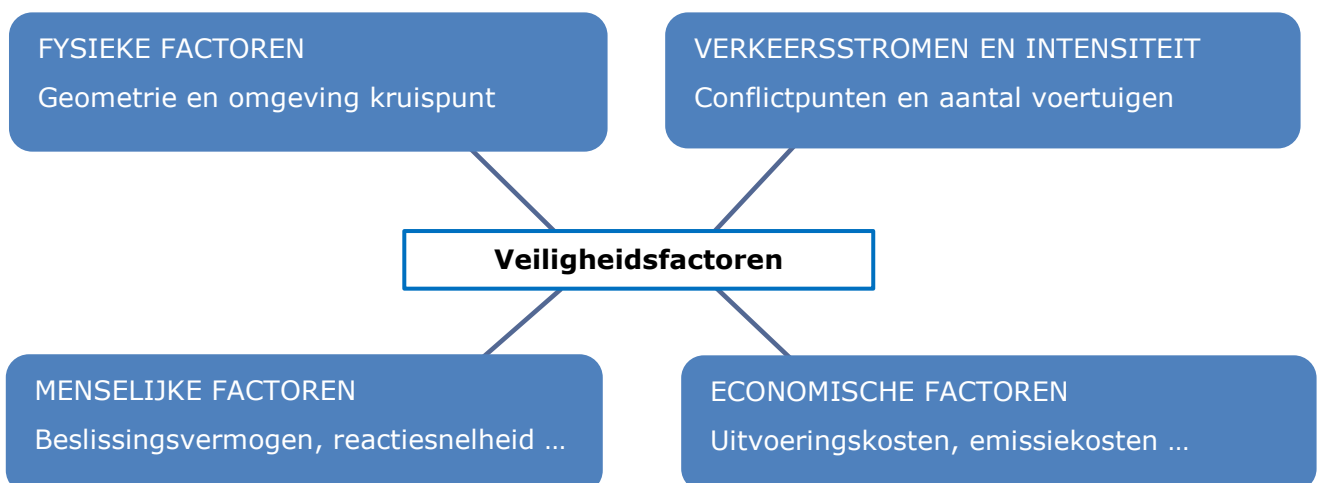 FYSIEKE FACTOREN
Geometrie en omgeving kruispunt
VERKEERSSTROMEN EN INTENSITEIT
Conflictpunten en aantal voertuigen
Veiligheidsfactoren
MENSELIJKE FACTOREN
Beslissingsvermogen, reactiesnelheid …
ECONOMISCHE FACTOREN
Uitvoeringskosten, emissiekosten …